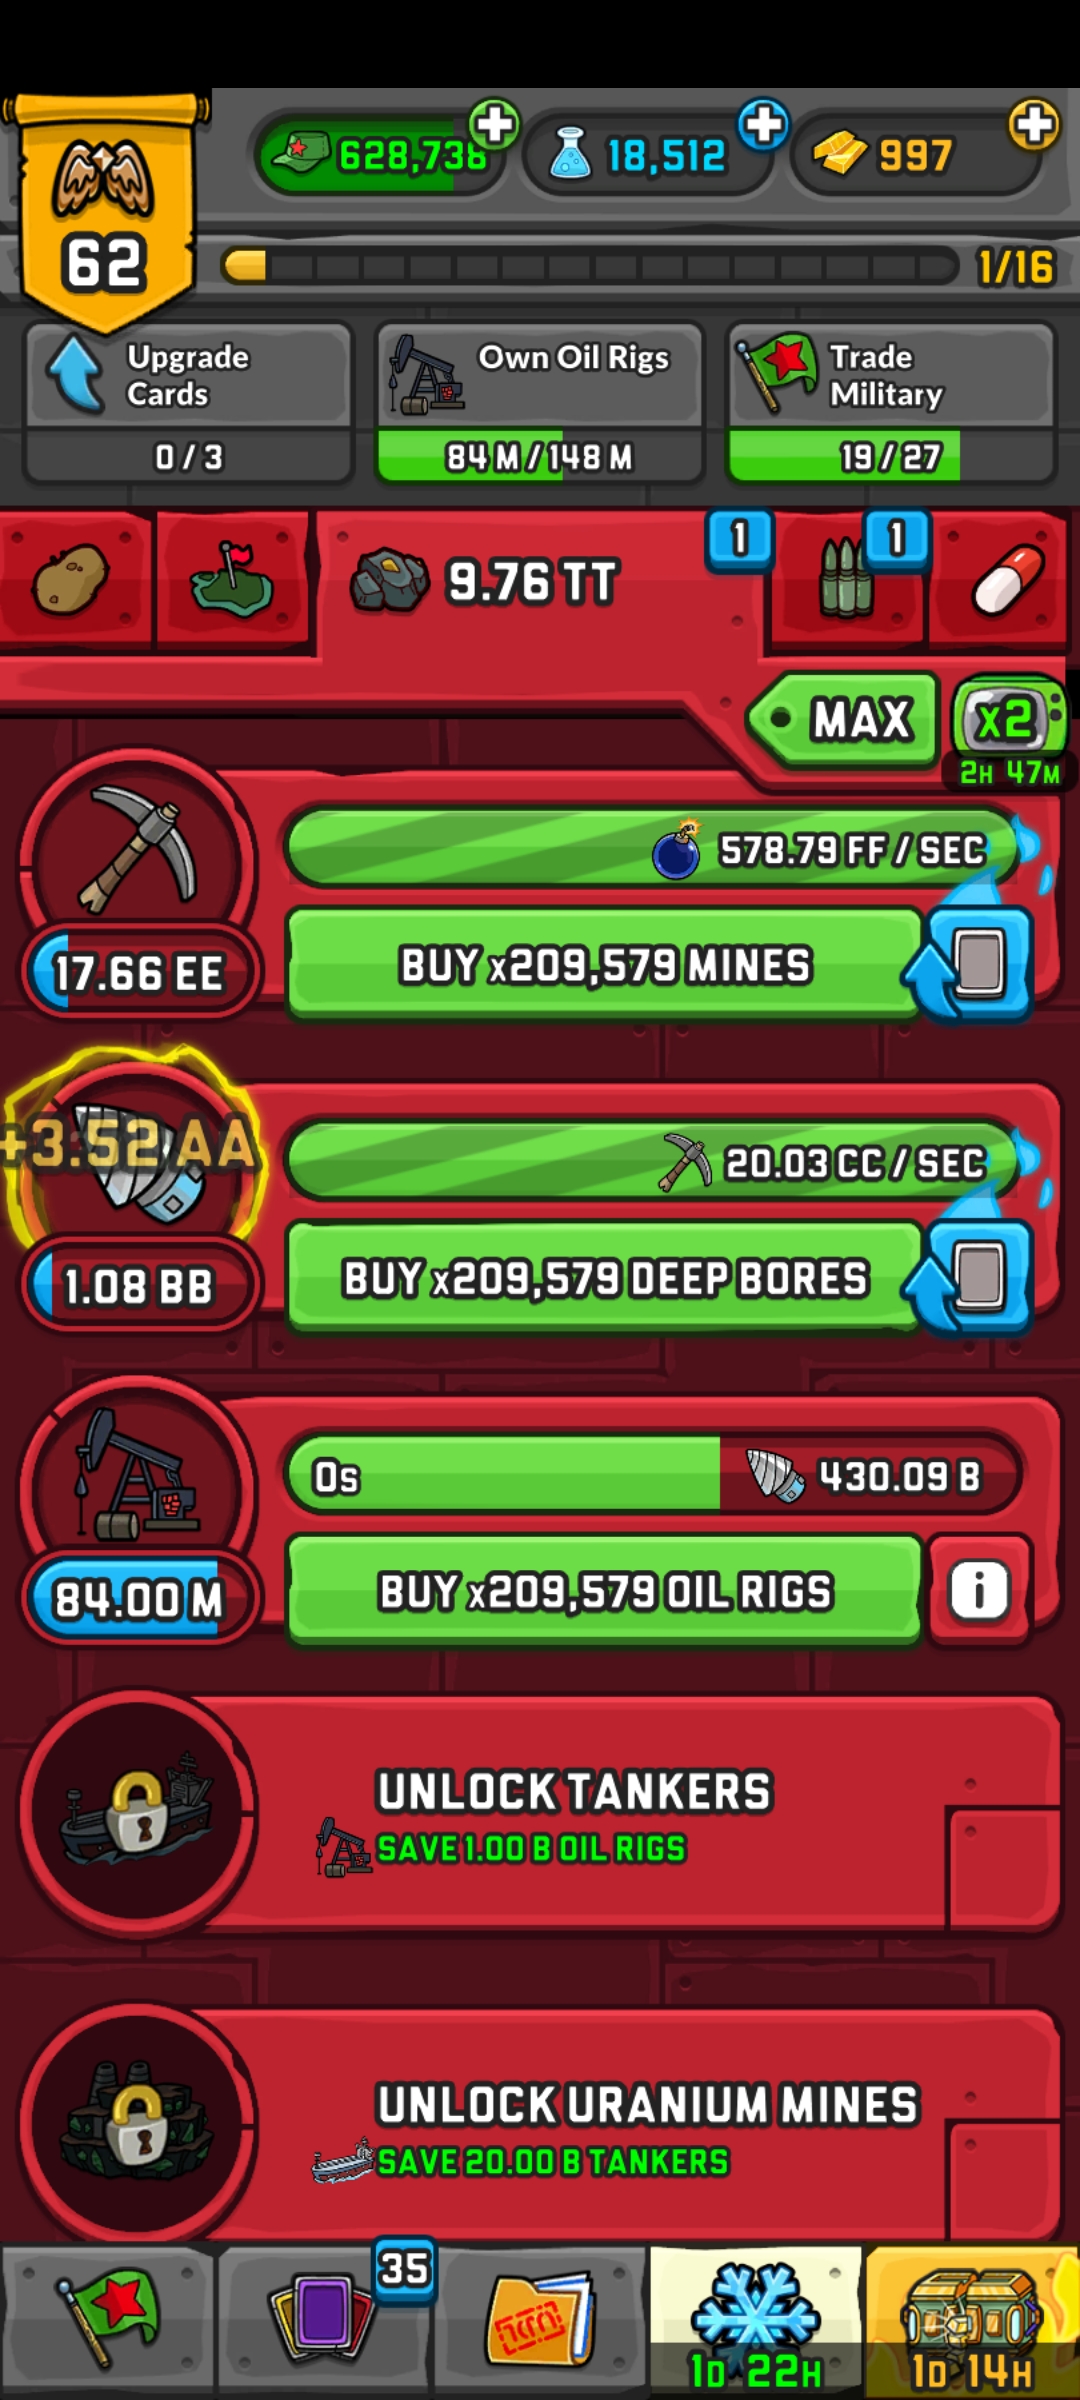 628,738
18,512
997
62
1/16
Upgrade Cards
0 / 3
Own Oil Rigs
84 M / 148 M
Trade Military
19 / 27
9.76 TT
1
1
MAX
x2
2H 47M
578.79 FF / SEC
17.66 EE
BUY x209,579 MINES
+3.52 AA
20.03 CC / SEC
1.08 BB
BUY x209,579 DEEP BORES
0s
430.09 B
84.00 M
BUY x209,579 OIL RIGS
i
UNLOCK TANKERS
SAVE 1.00 B OIL RIGS
UNLOCK URANIUM MINES
SAVE 20.00 B TANKERS
35
1D 22H
1D 14H